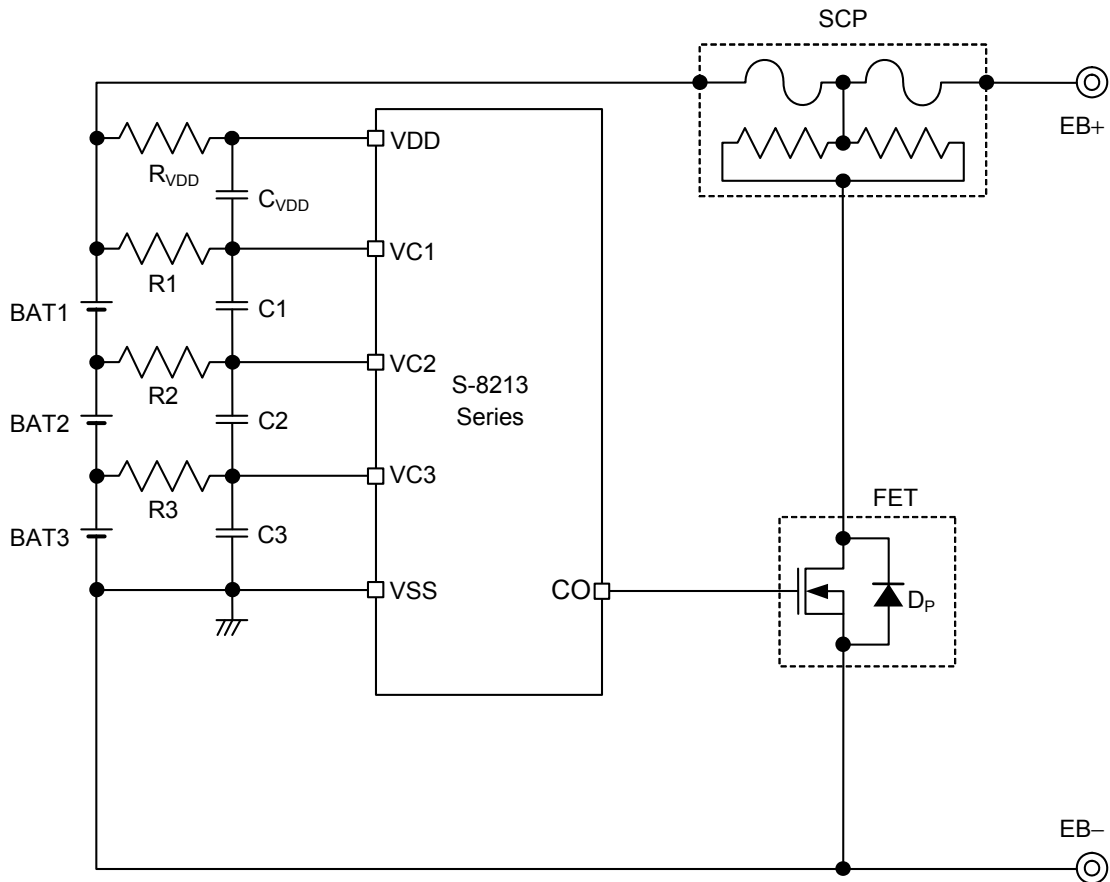 SCP
EB+
VDD
RVDD
CVDD
VC1
R1
BAT1
C1
VC2
S-8213
Series
R2
BAT2
C2
VC3
R3
FET
BAT3
C3
VSS
CO
DP
EB−